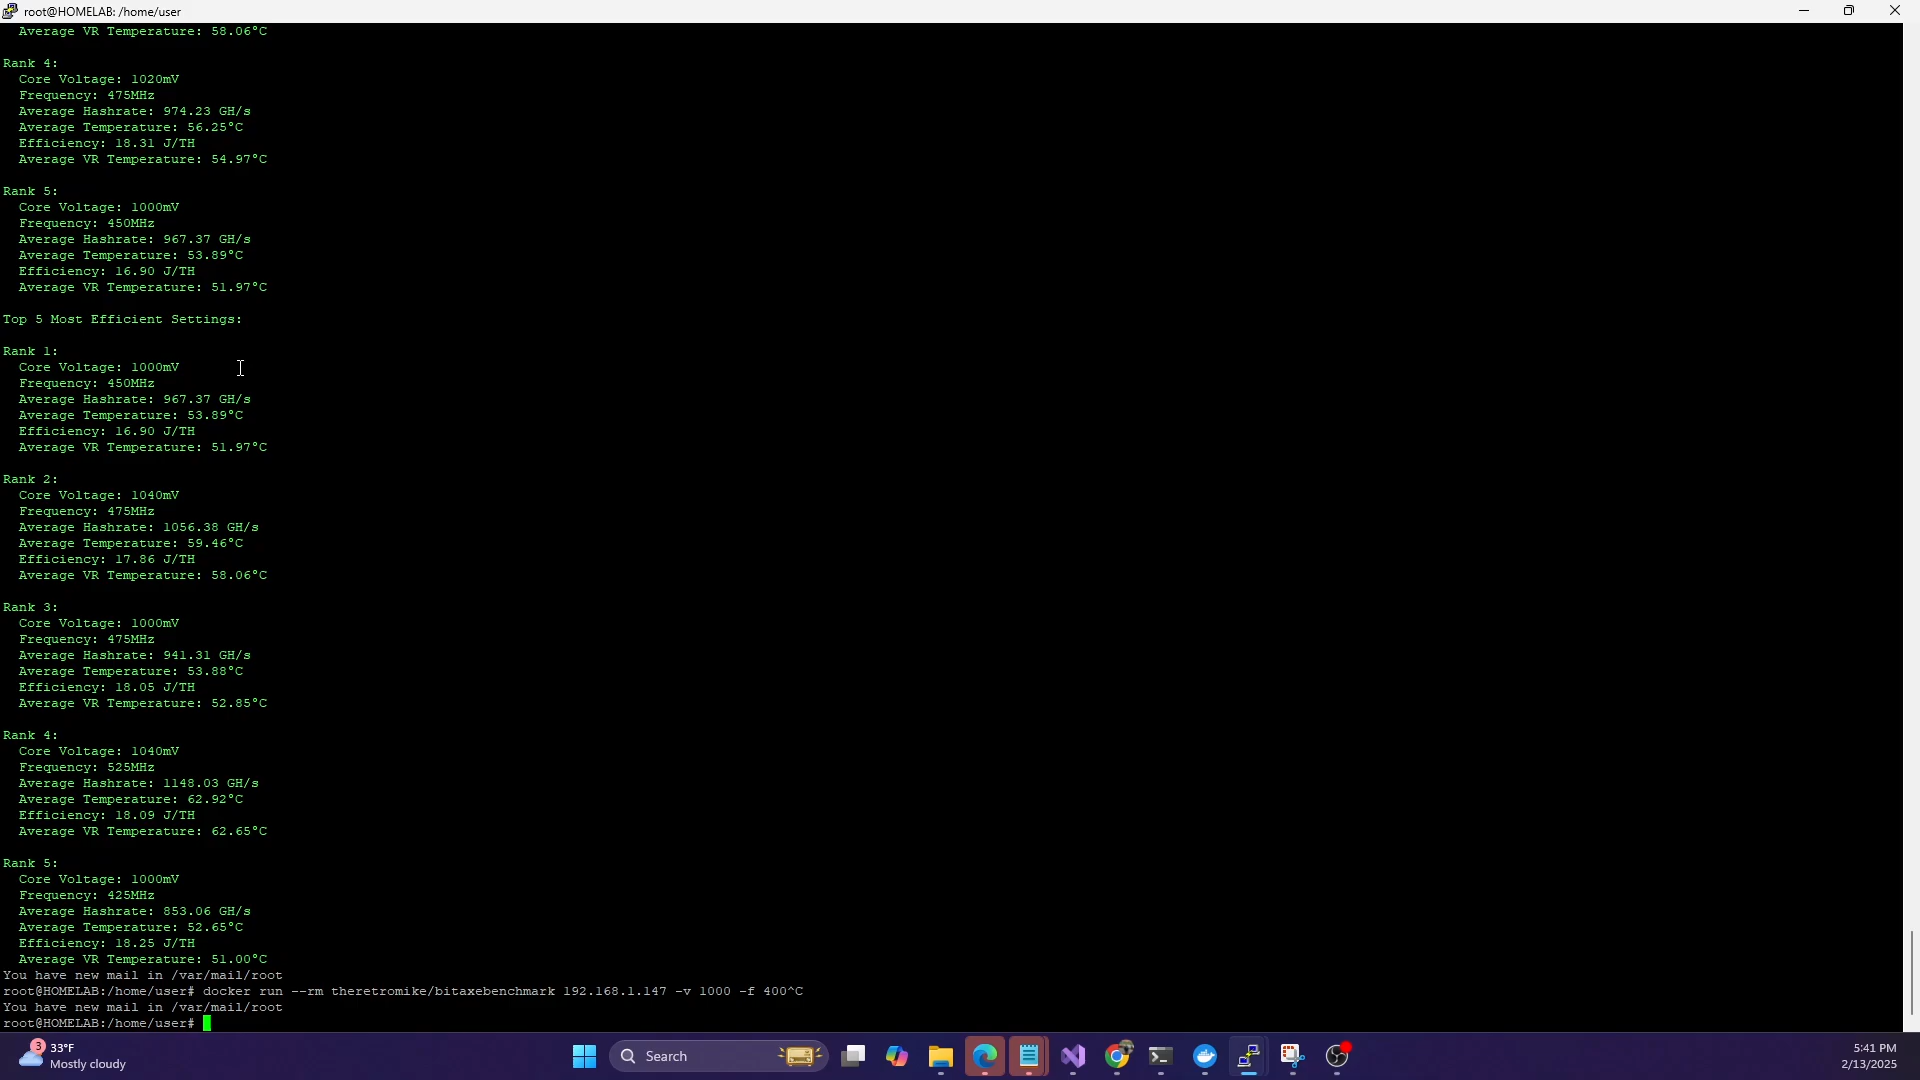 root@HOMELAB: /home/user
Average VR Temperature: 58.06°C
Rank 4:
Core Voltage: 1020mV
Frequency: 475MHz
Average Hashrate: 974.23 GH/s
Average Temperature: 56.25°C
Efficiency: 18.31 J/TH
Average VR Temperature: 54.97°C
Rank 5:
Core Voltage: 1000mV
Frequency: 450MHz
Average Hashrate: 967.37 GH/s
Average Temperature: 53.89°C
Efficiency: 16.90 J/TH
Average VR Temperature: 51.97°C
Top 5 Most Efficient Settings:
Rank 1:
Core Voltage: 1000mV
Frequency: 450MHz
Average Hashrate: 967.37 GH/s
Average Temperature: 53.89°C
Efficiency: 16.90 J/TH
Average VR Temperature: 51.97°C
Rank 2:
Core Voltage: 1040mV
Frequency: 475MHz
Average Hashrate: 1056.38 GH/s
Average Temperature: 59.46°C
Efficiency: 17.86 J/TH
Average VR Temperature: 58.06°C
Rank 3:
Core Voltage: 1000mV
Frequency: 475MHz
Average Hashrate: 941.31 GH/s
Average Temperature: 53.88°C
Efficiency: 18.05 J/TH
Average VR Temperature: 52.85°C
Rank 4:
Core Voltage: 1040mV
Frequency: 525MHz
Average Hashrate: 1148.03 GH/s
Average Temperature: 62.92°C
Efficiency: 18.09 J/TH
Average VR Temperature: 62.65°C
Rank 5:
Core Voltage: 1000mV
Frequency: 425MHz
Average Hashrate: 853.06 GH/s
Average Temperature: 52.65°C
Efficiency: 18.25 J/TH
Average VR Temperature: 51.00°C
You have new mail in /var/mail/root
root@HOMELAB:/home/user# docker run --rm theretromike/bitaxebenchmark 192.168.1.147 -v 1000 -f 400^C
You have new mail in /var/mail/root
root@HOMELAB:/home/user#
3
33°F
Mostly cloudy
Search
5:41 PM
2/13/2025